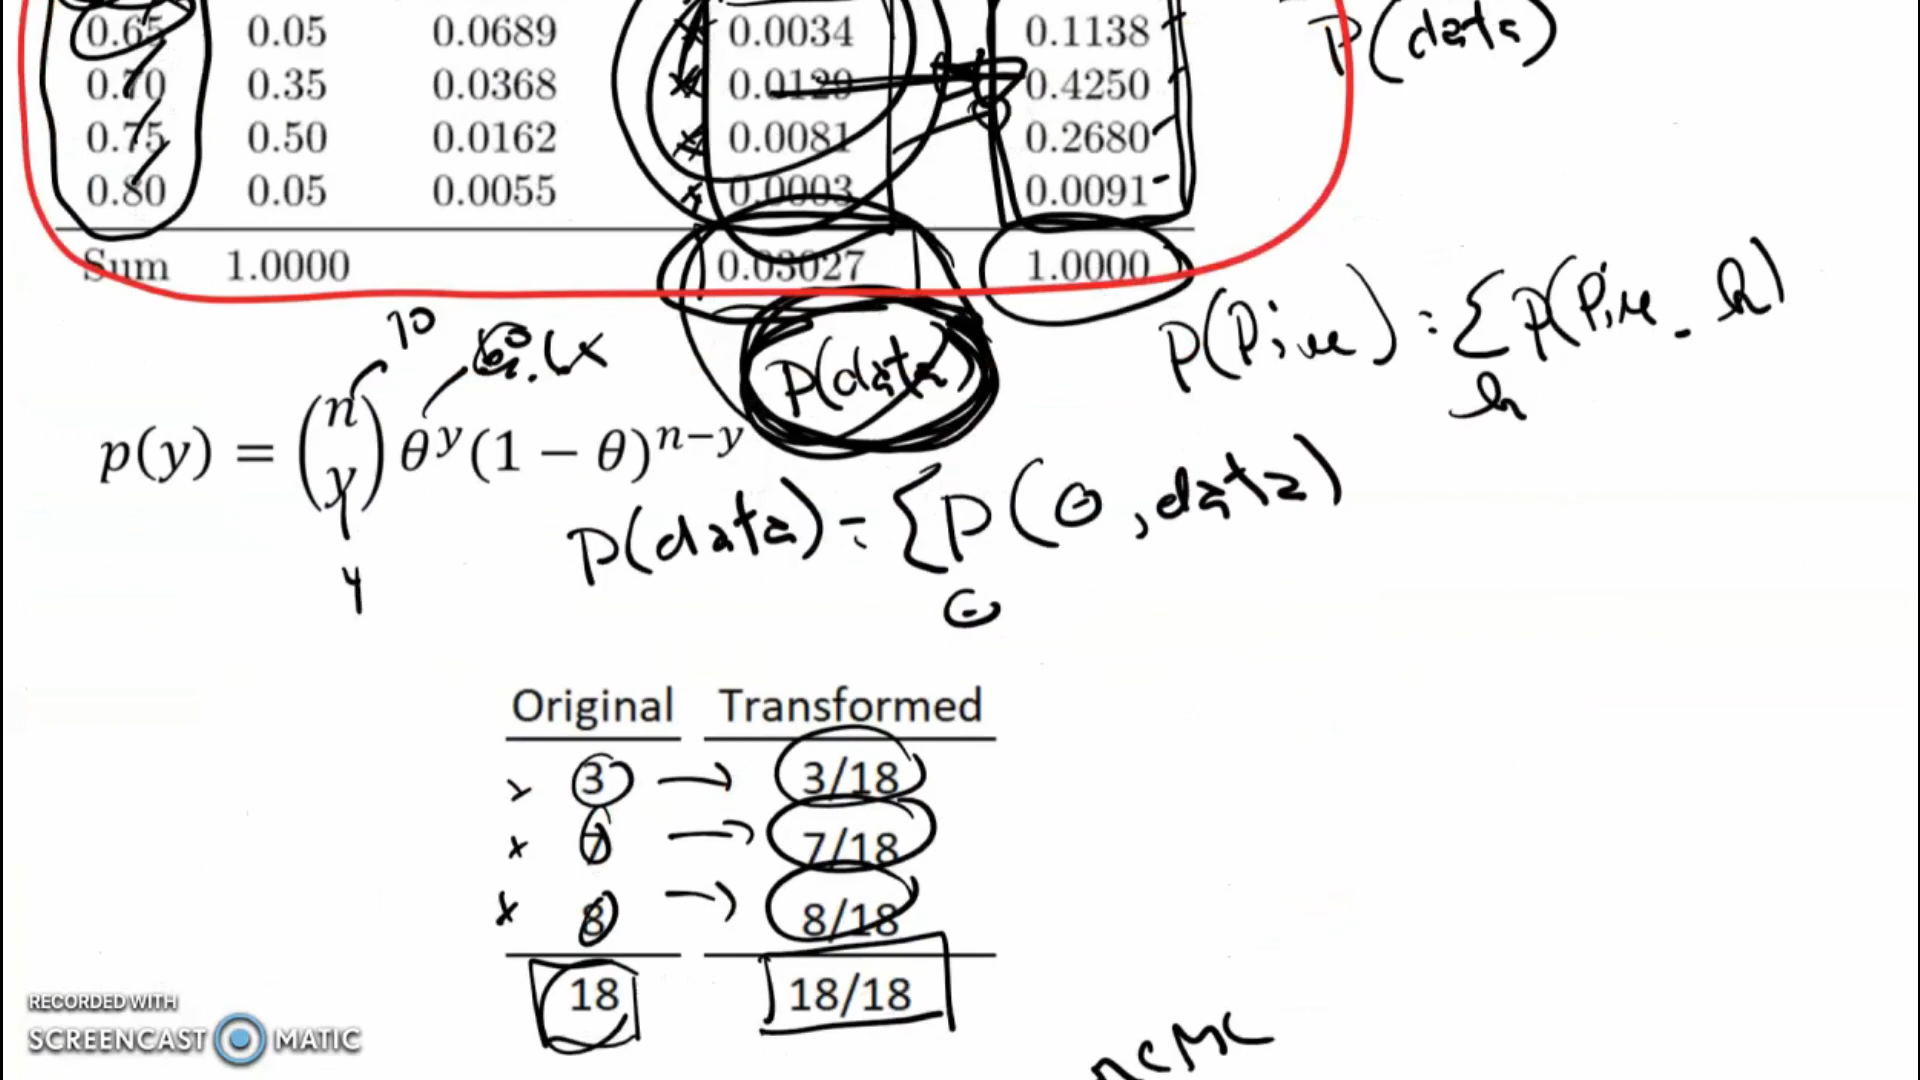 0.65 0.05 0.0689 0.0034 0.1138 P(data)
0.70 0.35 0.0368 0.0129 0.4250
0.75 0.50 0.0162 0.0081 0.2680
0.80 0.05 0.0055 0.0003 0.0091
Sum 1.0000 0.03027 1.0000
10
P(data)
p(y) = (n y) θ^y (1 − θ)^{n−y}
4
P(data) = Σ P(θ, data)
θ
Original Transformed
3 → 3/18
7 → 7/18
8 → 8/18
18 18/18
RECORDED WITH
SCREENCAST MATIC
MCMC